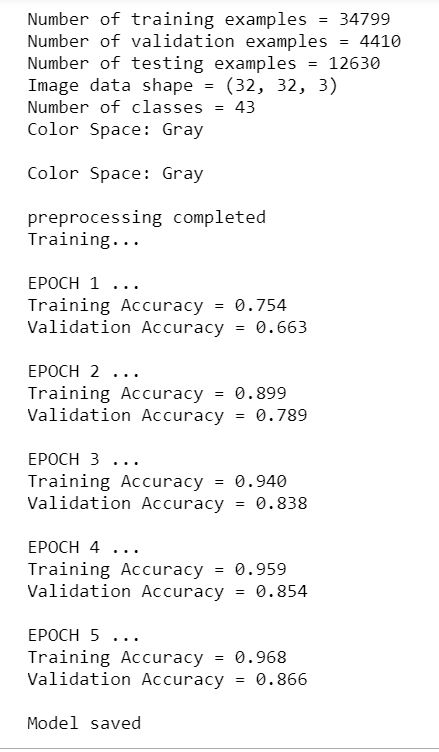 Number of training examples = 34799
Number of validation examples = 4410
Number of testing examples = 12630
Image data shape = (32, 32, 3)
Number of classes = 43
Color Space: Gray
Color Space: Gray
preprocessing completed
Training...
EPOCH 1 ...
Training Accuracy = 0.754
Validation Accuracy = 0.663
EPOCH 2 ...
Training Accuracy = 0.899
Validation Accuracy = 0.789
EPOCH 3 ...
Training Accuracy = 0.940
Validation Accuracy = 0.838
EPOCH 4 ...
Training Accuracy = 0.959
Validation Accuracy = 0.854
EPOCH 5 ...
Training Accuracy = 0.968
Validation Accuracy = 0.866
Model saved